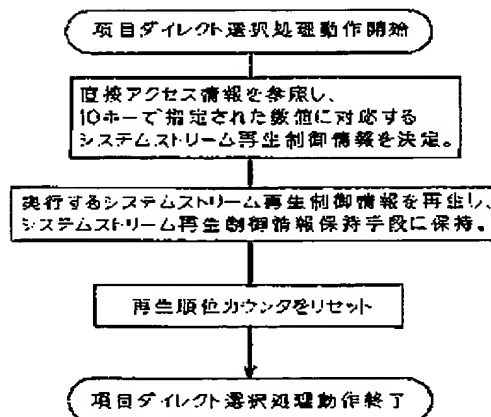 項目ダイレクト選択処理動作開始
直接アクセス情報を参照し、
10キーで指定された数値に対応する
システムストリーム再生制御情報を決定。
実行するシステムストリーム再生制御情報を再生し、
システムストリーム再生制御情報保持手段に保持。
再生順位カウンタをリセット
項目ダイレクト選択処理動作終了